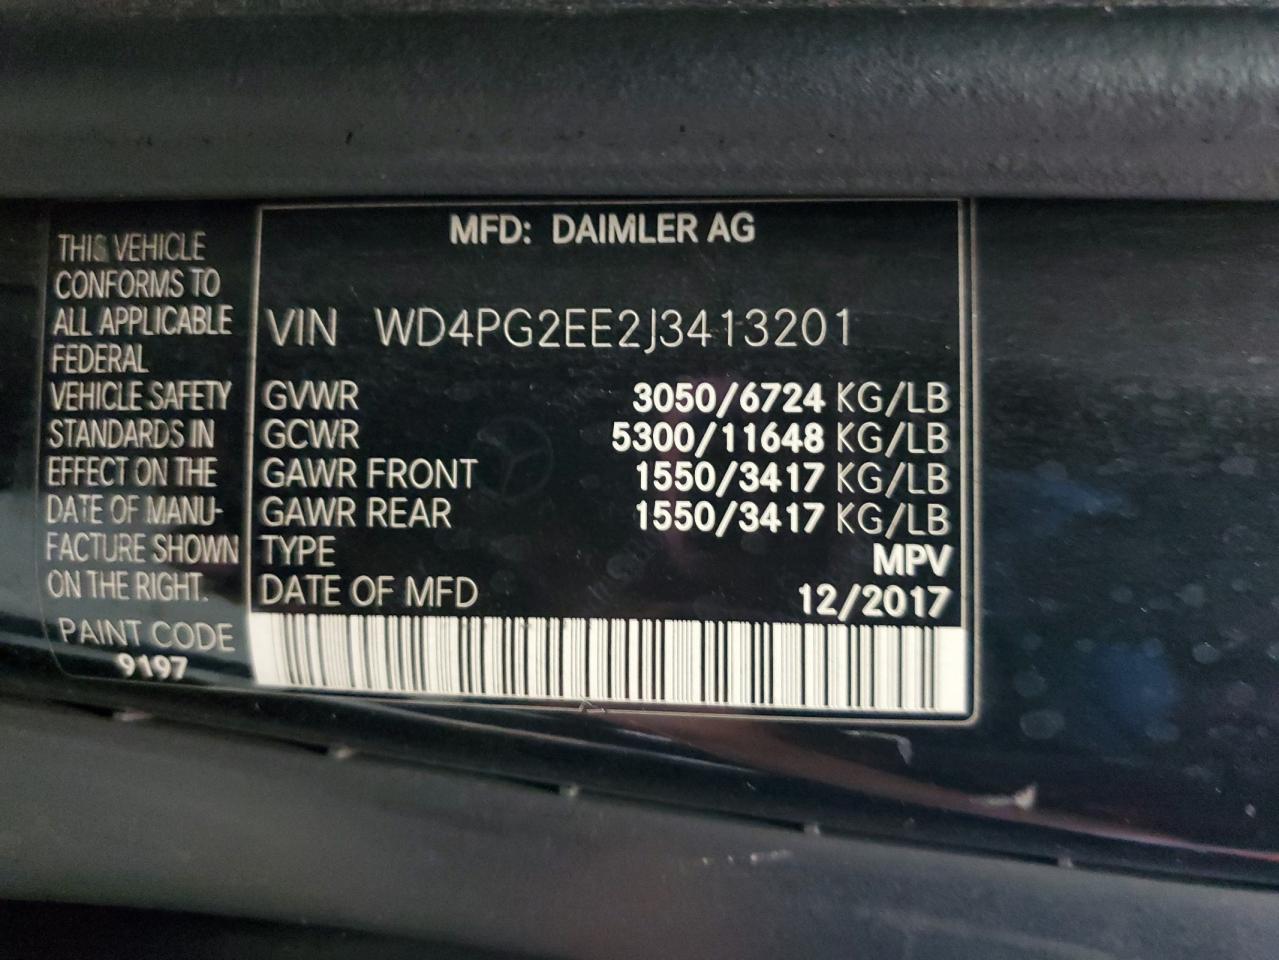 MFD: DAIMLER AG
THIS VEHICLE
CONFORMS TO
ALL APPLICABLE
FEDERAL
VEHICLE SAFETY
STANDARDS IN
EFFECT ON THE
DATE OF MANU-
FACTURE SHOWN
ON THE RIGHT.
PAINT CODE
9197
VIN WD4PG2EE2J3413201
GVWR 3050/6724 KG/LB
GCWR 5300/11648 KG/LB
GAWR FRONT 1550/3417 KG/LB
GAWR REAR 1550/3417 KG/LB
TYPE MPV
DATE OF MFD 12/2017